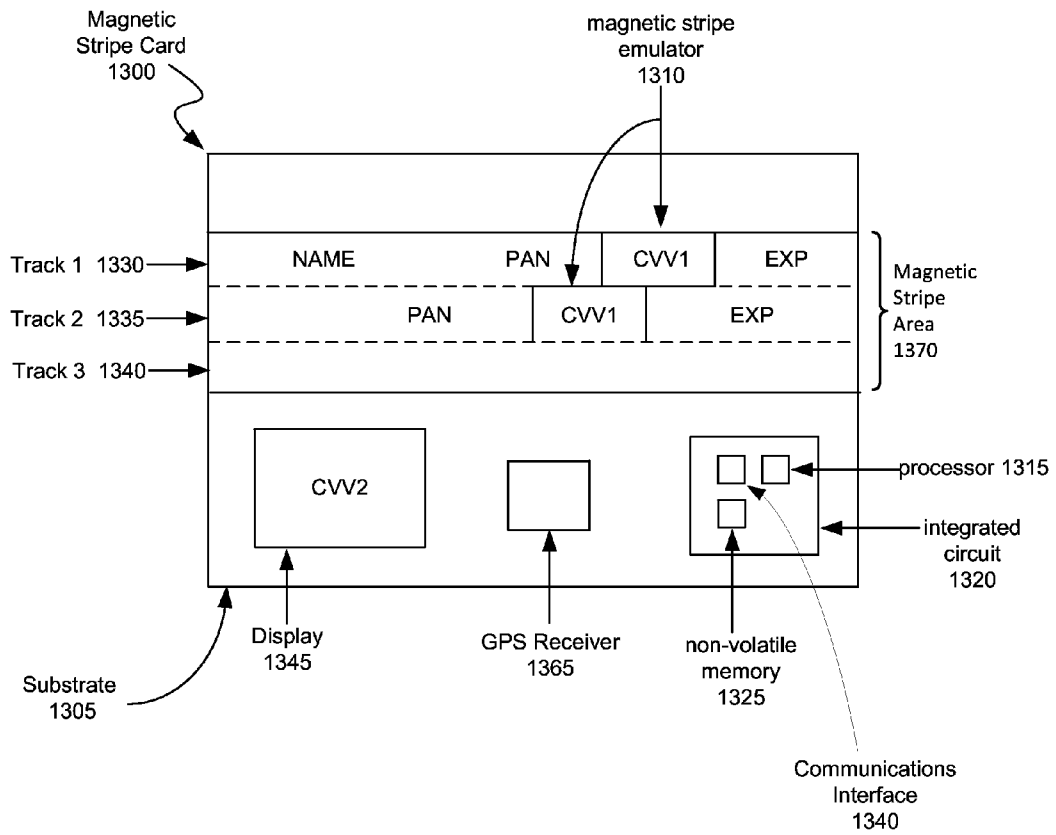 Magnetic
Stripe Card
1300
magnetic stripe
emulator
1310
Track 1 1330
NAME PAN CVV1 EXP
Track 2 1335
PAN CVV1 EXP
Track 3 1340
Magnetic
Stripe
Area
1370
CVV2
processor 1315
integrated
circuit
1320
Display
1345
GPS Receiver
1365
non-volatile
memory
1325
Substrate
1305
Communications
Interface
1340